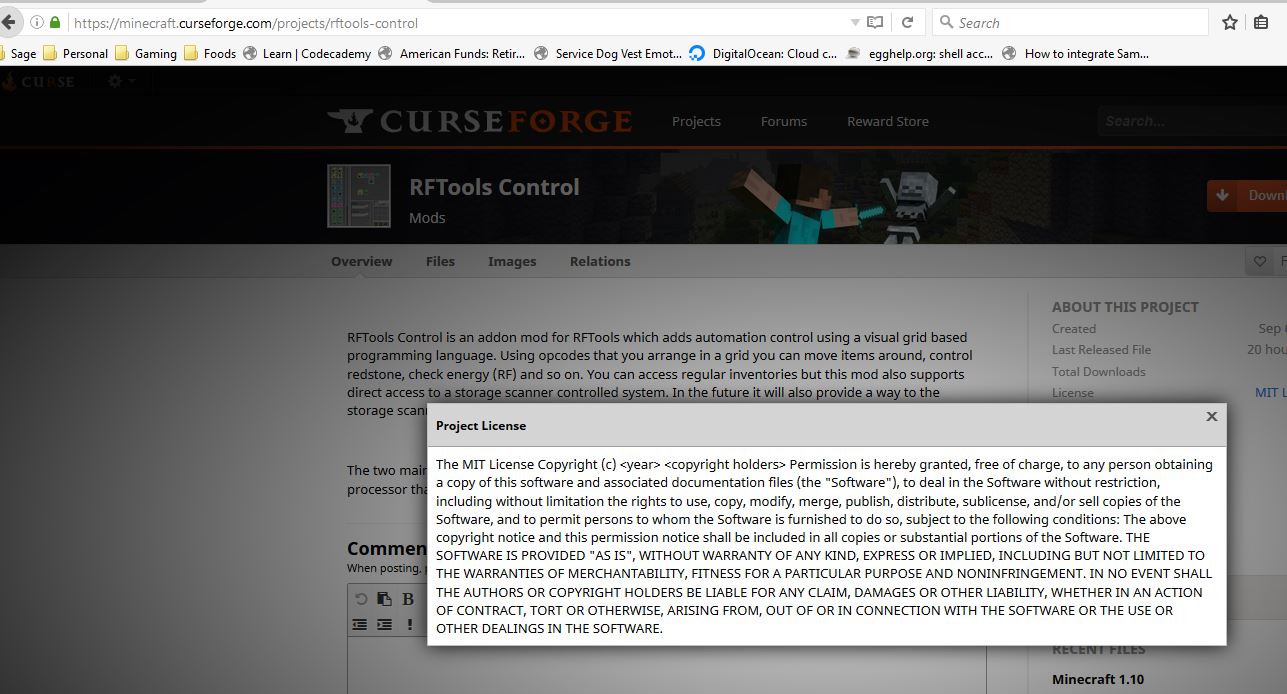 https://minecraft.curseforge.com/projects/rftools-control
Search
Sage Personal Gaming Foods Learn | Codecademy American Funds: Retir... Service Dog Vest Emot... DigitalOcean: Cloud c... egghelp.org: shell acc... How to integrate Sam...
CURSE
CURSEFORGE Projects Forums Reward Store Search...
RFTools Control
Mods
Down
Overview Files Images Relations
ABOUT THIS PROJECT
Created Sep
Last Released File 20 hou
Total Downloads
License MIT L
RFTools Control is an addon mod for RFTools which adds automation control using a visual grid based
programming language. Using opcodes that you arrange in a grid you can move items around, control
redstone, check energy (RF) and so on. You can access regular inventories but this mod also supports
direct access to a storage scanner controlled system. In the future it will also provide a way to the
storage scan
The two main
processor tha
Project License
The MIT License Copyright (c) <year> <copyright holders> Permission is hereby granted, free of charge, to any person obtaining
a copy of this software and associated documentation files (the "Software"), to deal in the Software without restriction,
including without limitation the rights to use, copy, modify, merge, publish, distribute, sublicense, and/or sell copies of the
Software, and to permit persons to whom the Software is furnished to do so, subject to the following conditions: The above
copyright notice and this permission notice shall be included in all copies or substantial portions of the Software. THE
SOFTWARE IS PROVIDED "AS IS", WITHOUT WARRANTY OF ANY KIND, EXPRESS OR IMPLIED, INCLUDING BUT NOT LIMITED TO
THE WARRANTIES OF MERCHANTABILITY, FITNESS FOR A PARTICULAR PURPOSE AND NONINFRINGEMENT. IN NO EVENT SHALL
THE AUTHORS OR COPYRIGHT HOLDERS BE LIABLE FOR ANY CLAIM, DAMAGES OR OTHER LIABILITY, WHETHER IN AN ACTION
OF CONTRACT, TORT OR OTHERWISE, ARISING FROM, OUT OF OR IN CONNECTION WITH THE SOFTWARE OR THE USE OR
OTHER DEALINGS IN THE SOFTWARE.
Commen
When posting,
B
RECENT FILES
Minecraft 1.10